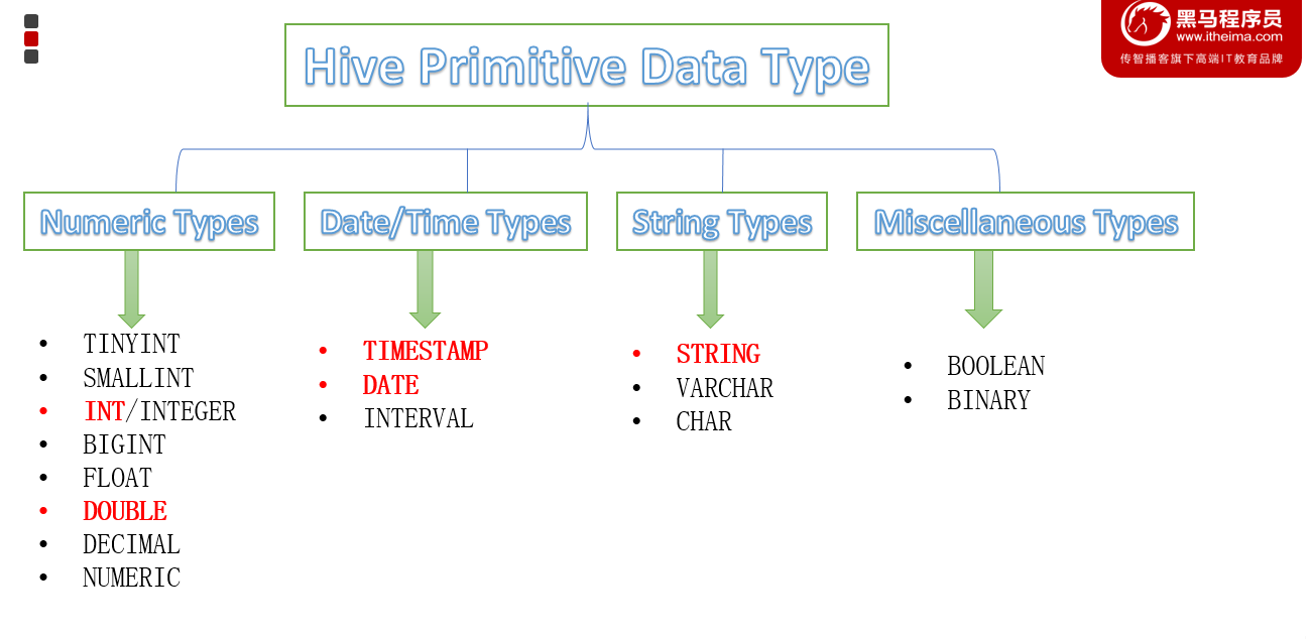 黑马程序员
www.itheima.com
传智播客旗下高端IT教育品牌
Hive Primitive Data Type
Numeric Types
Date/Time Types
String Types
Miscellaneous Types
• TINYINT
• SMALLINT
• INT/INTEGER
• BIGINT
• FLOAT
• DOUBLE
• DECIMAL
• NUMERIC
• TIMESTAMP
• DATE
• INTERVAL
• STRING
• VARCHAR
• CHAR
• BOOLEAN
• BINARY